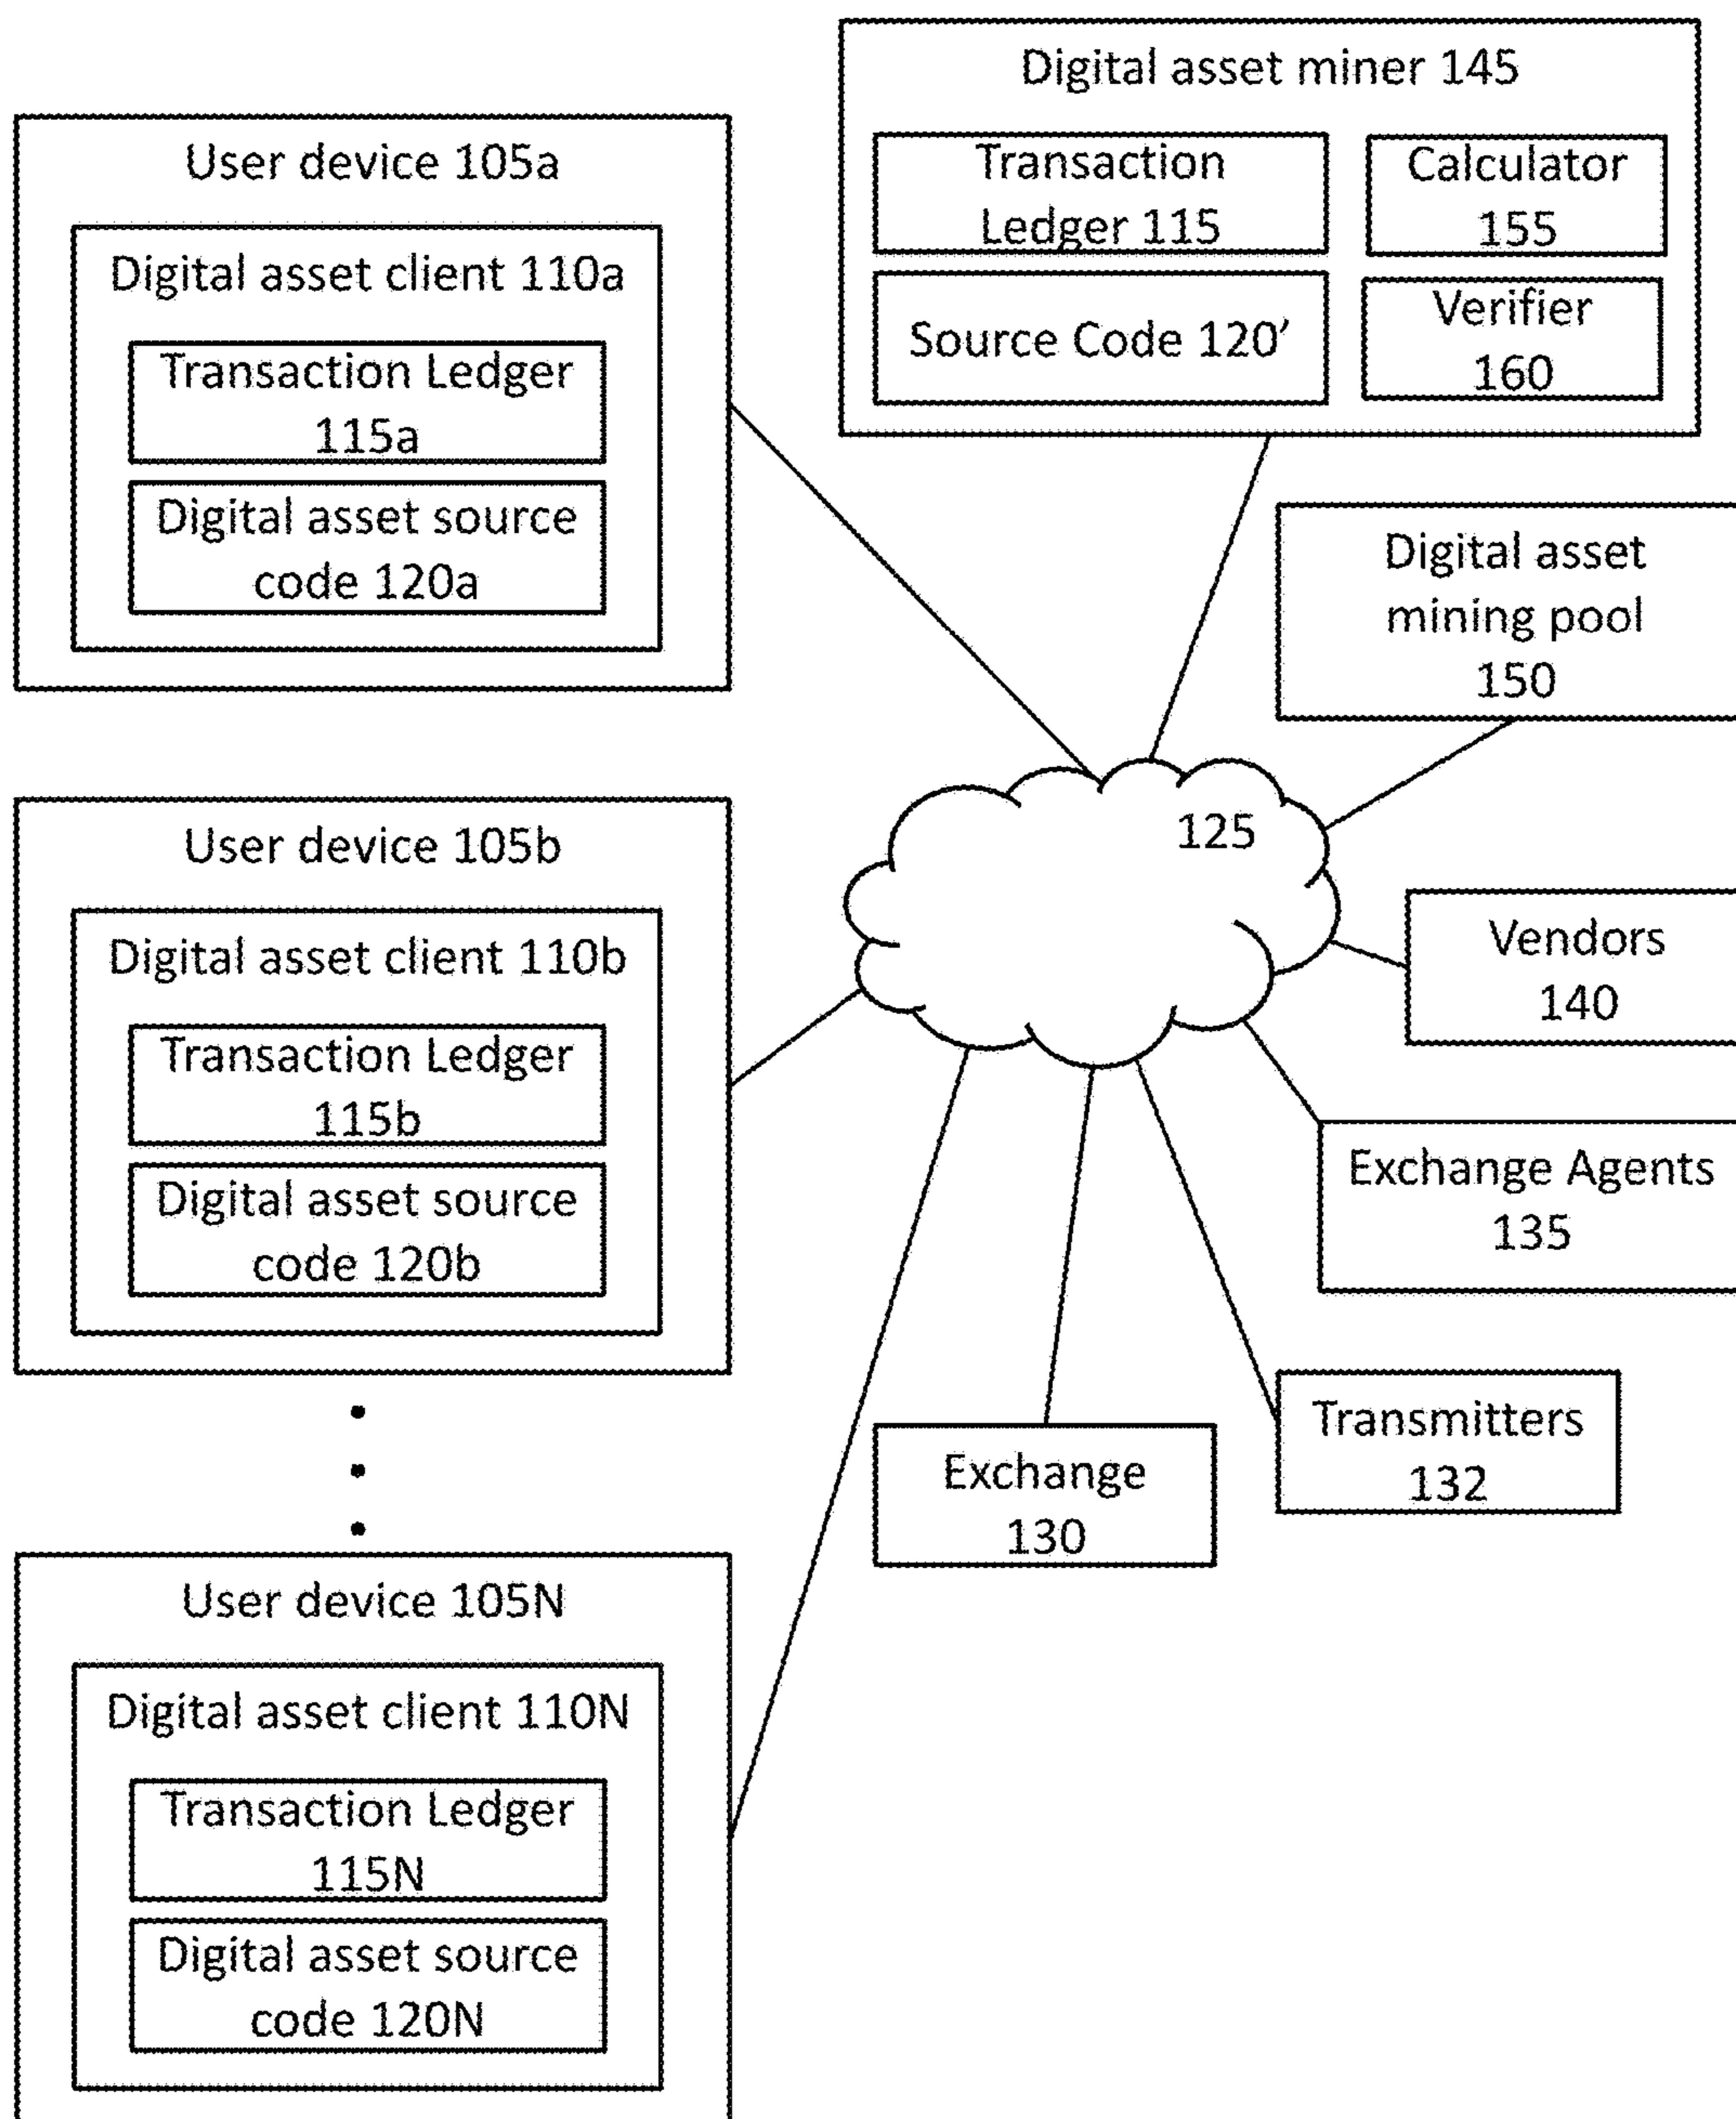 Digital asset miner 145
Transaction
Ledger 115
Calculator
155
Source Code 120’
Verifier
160
User device 105a
Digital asset client 110a
Transaction Ledger
115a
Digital asset source
code 120a
Digital asset
mining pool
150
125
User device 105b
Digital asset client 110b
Transaction Ledger
115b
Digital asset source
code 120b
Vendors
140
Exchange Agents
135
Transmitters
132
Exchange
130
User device 105N
Digital asset client 110N
Transaction Ledger
115N
Digital asset source
code 120N